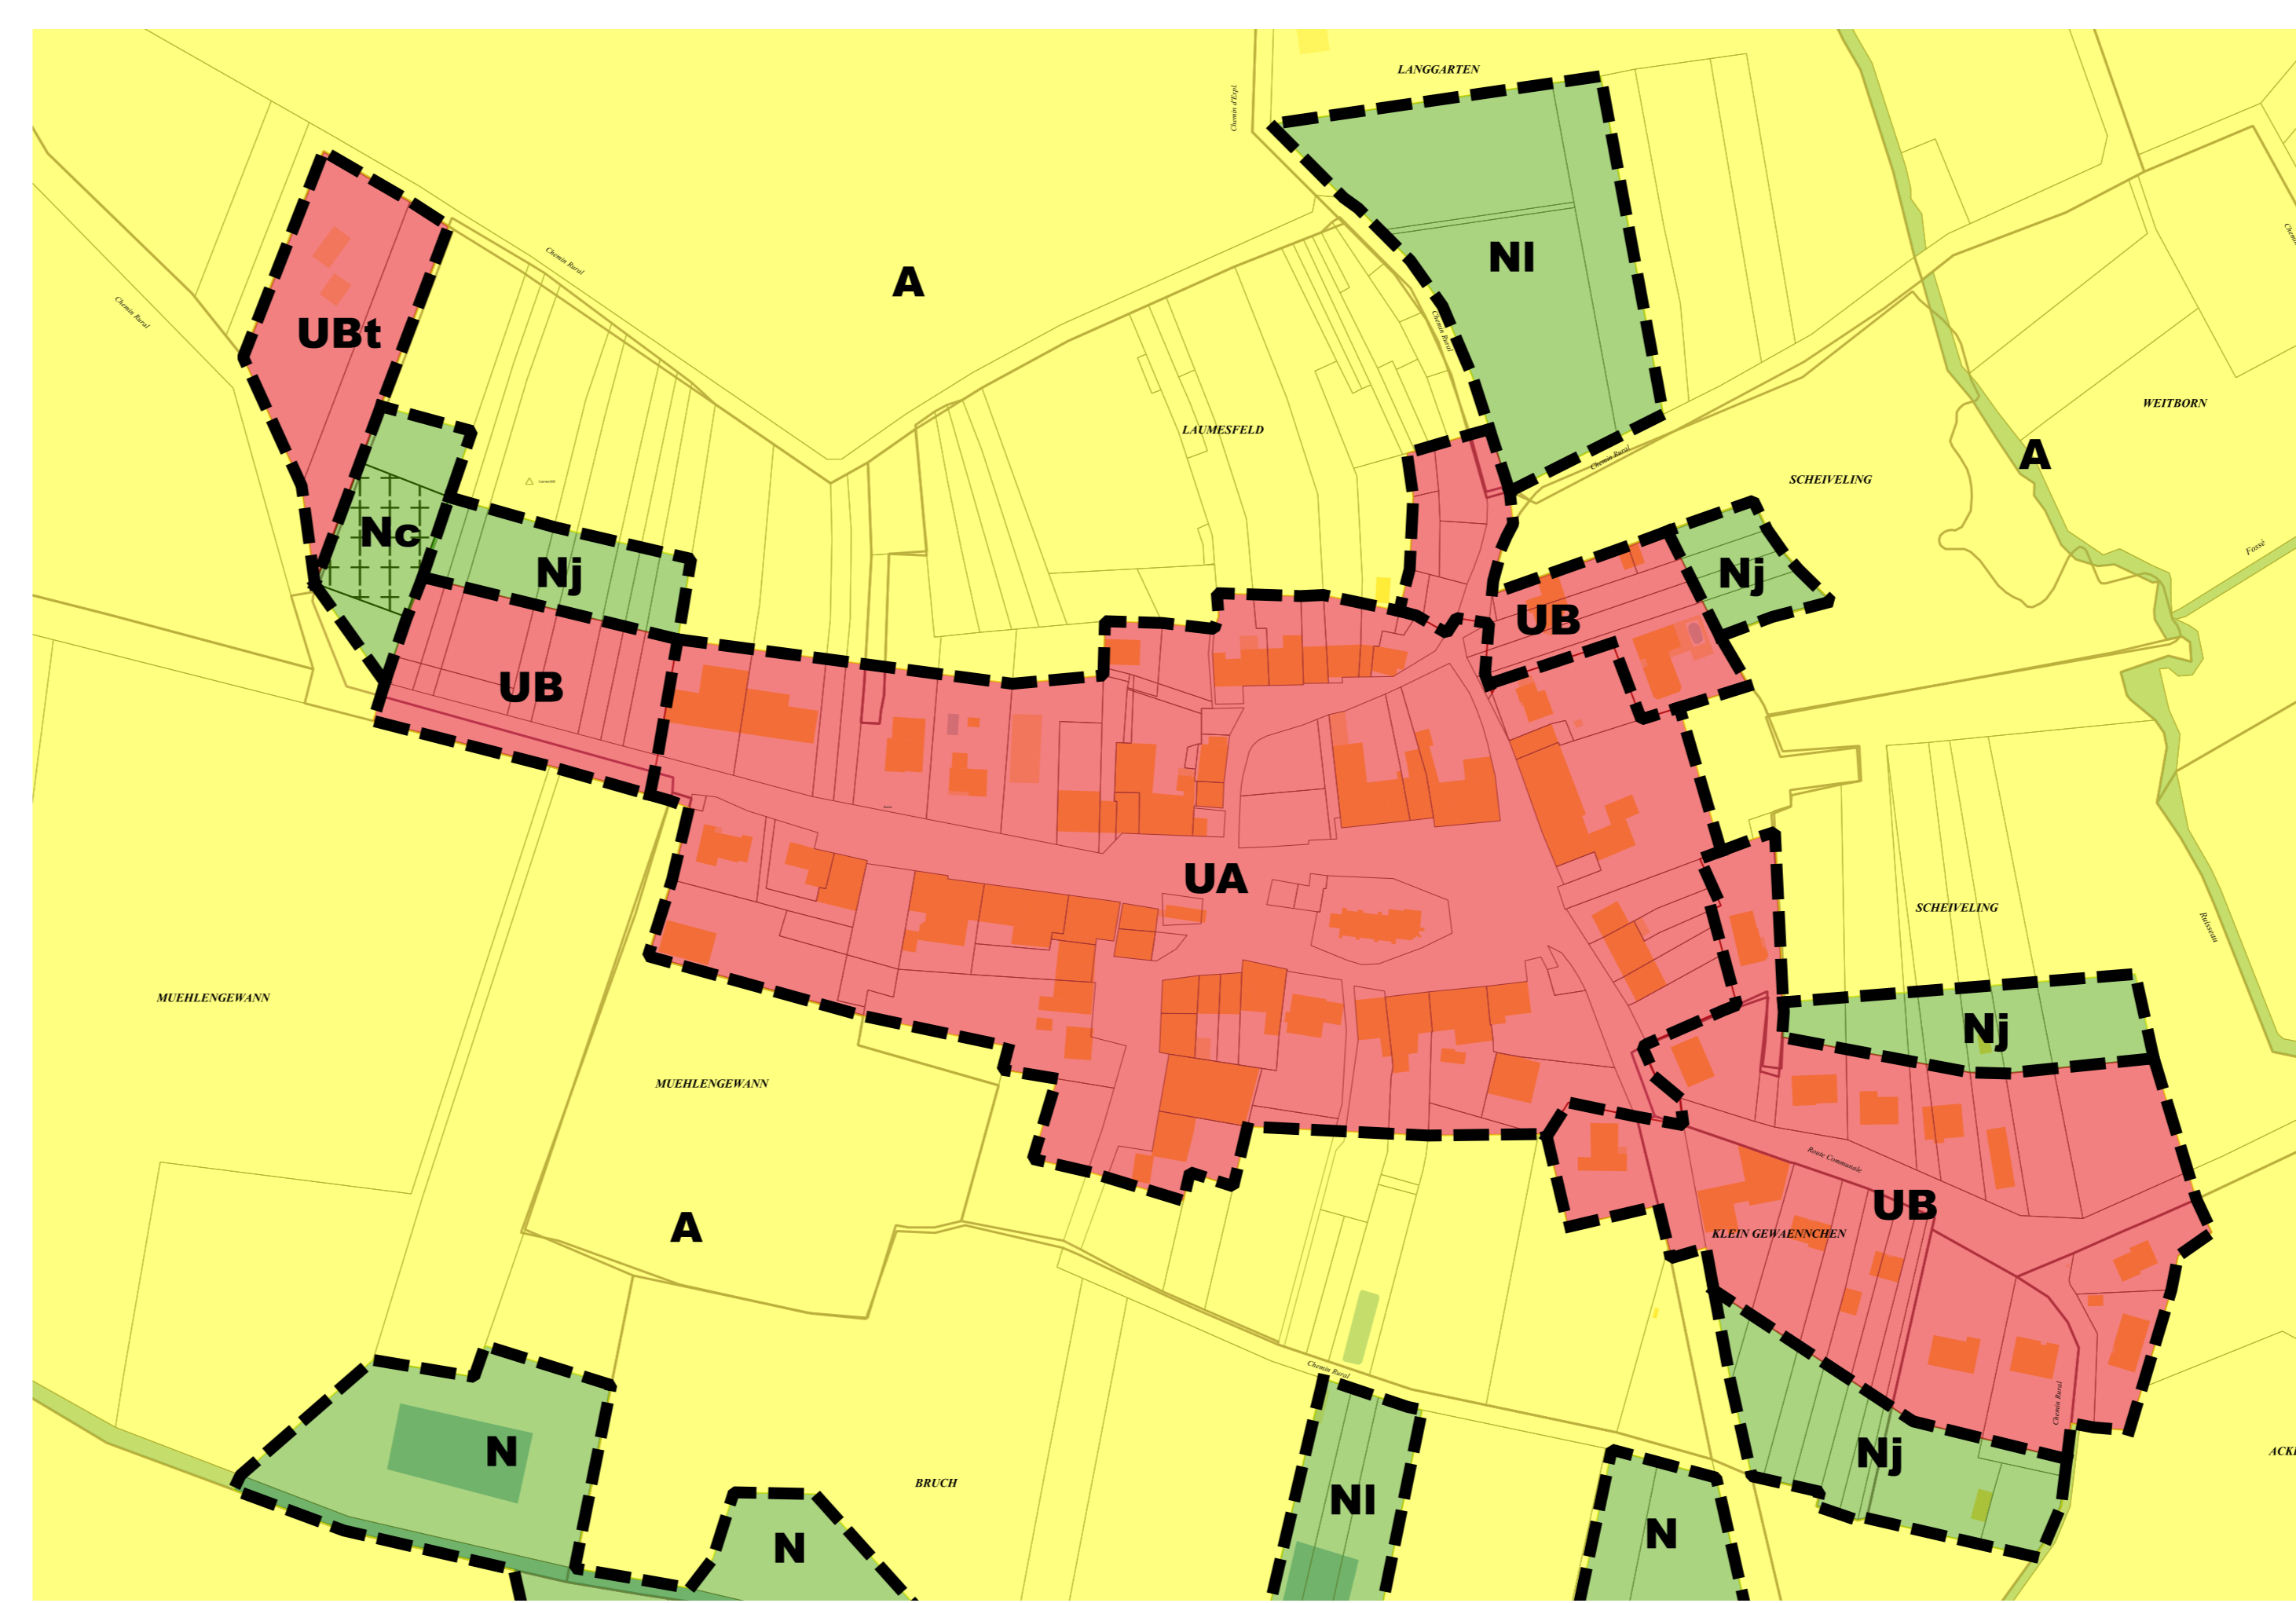 LANGGARTEN
Chemin d'Expl.
Chemin Rural
A
Nl
Chemin Rural
UBt
Chemin Rural
WEITBORN
LAUMESFELD
A
Chemin Rural
SCHEIVELING
Nc
Nj
Nj
Fossé
UB
UB
UA
SCHEIVELING
Ruisseau
MUEHLENGEWANN
Nj
MUEHLENGEWANN
Route Communale
UB
A
KLEIN GEWAENNCHEN
Chemin Rural
Chemin Rural
N
Nj
BRUCH
Nl
N
N